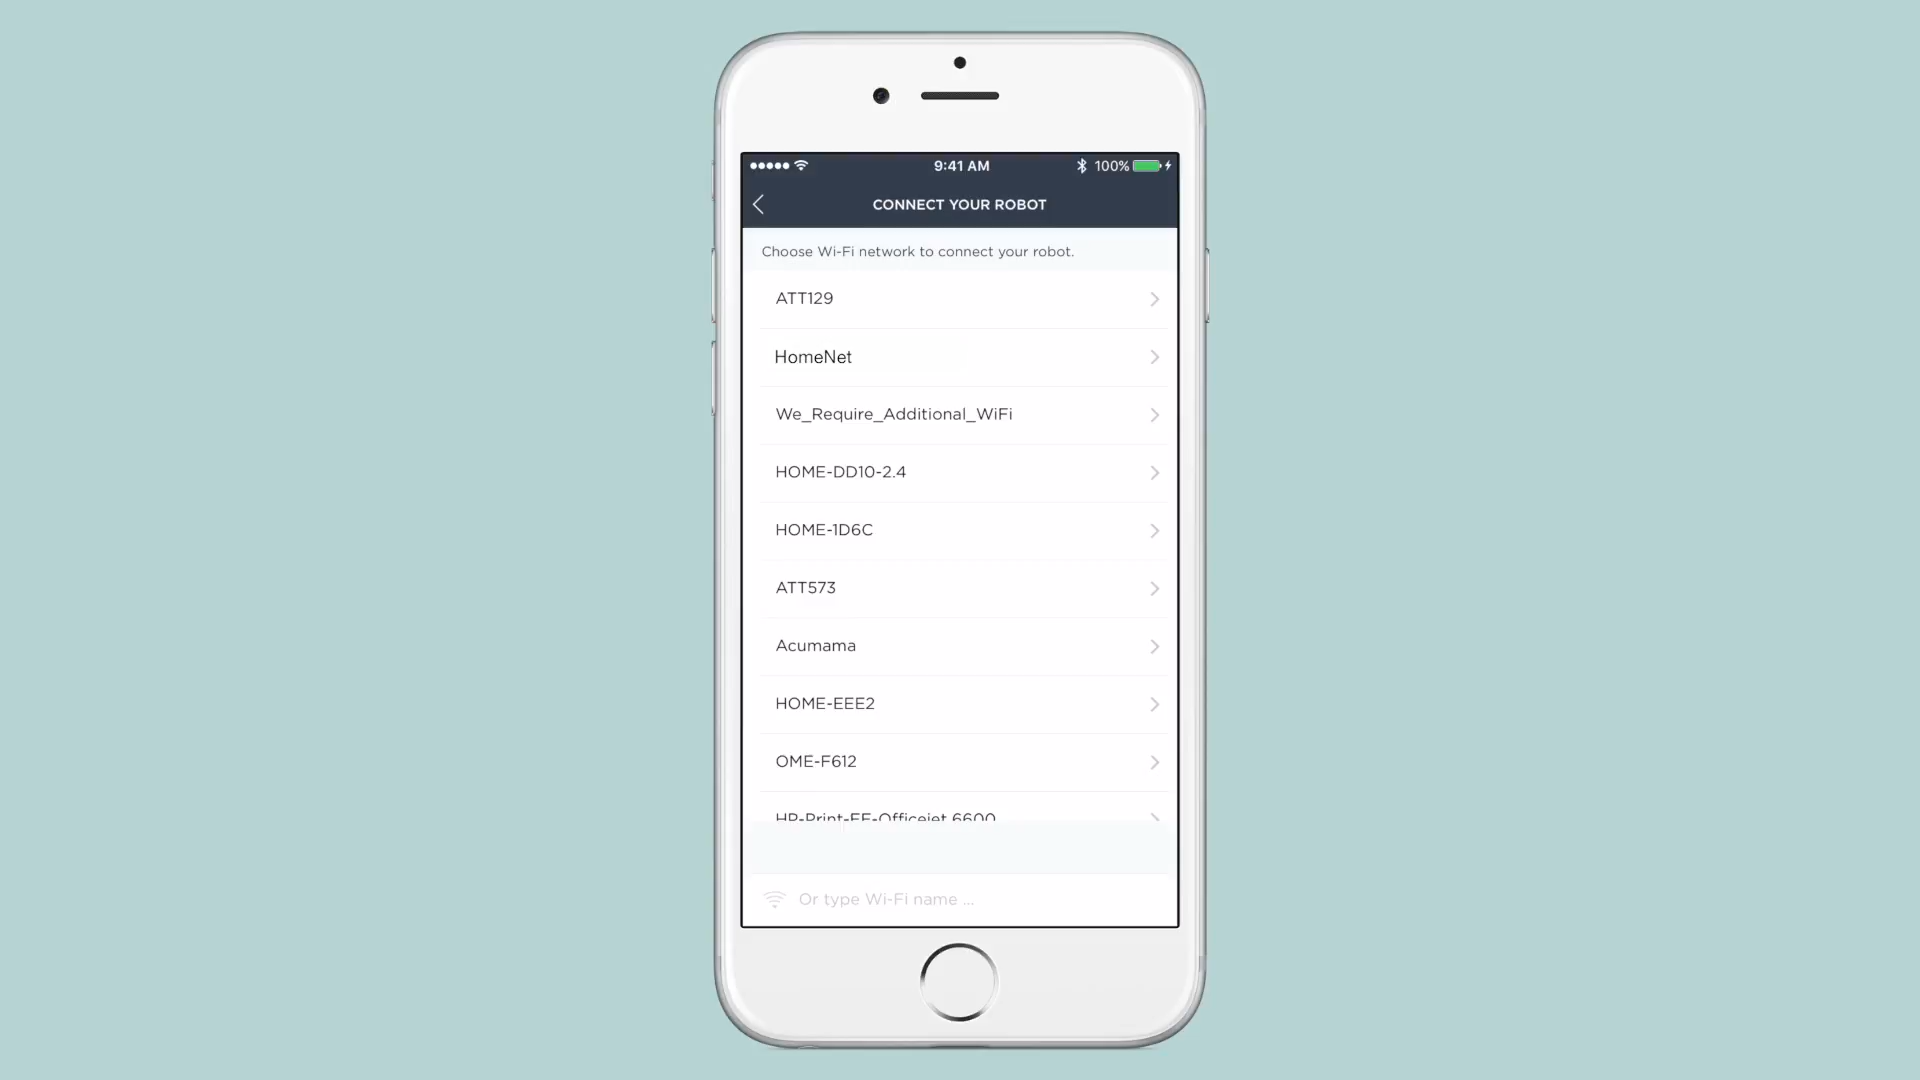 9:41 AM
100%
CONNECT YOUR ROBOT
Choose Wi-Fi network to connect your robot.
ATT129
HomeNet
We_Require_Additional_WiFi
HOME-DD10-2.4
HOME-1D6C
ATT573
Acumama
HOME-EEE2
OME-F612
HP-Print-EE-Officejet 6600
Or type Wi-Fi name ...